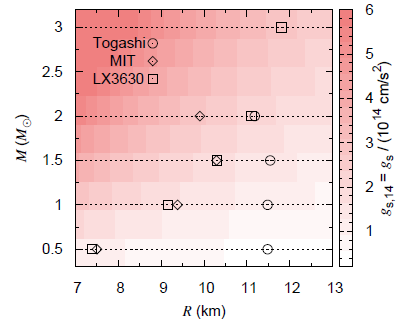 6
3
Togashi
MIT
5
2.5
LX3630
4
2
3
1.5
2
1
1
0.5
7 8 9 10 11 12 13
R (km)
M (M☉)
g_s,14 = g_s / (10^14 cm/s^2)